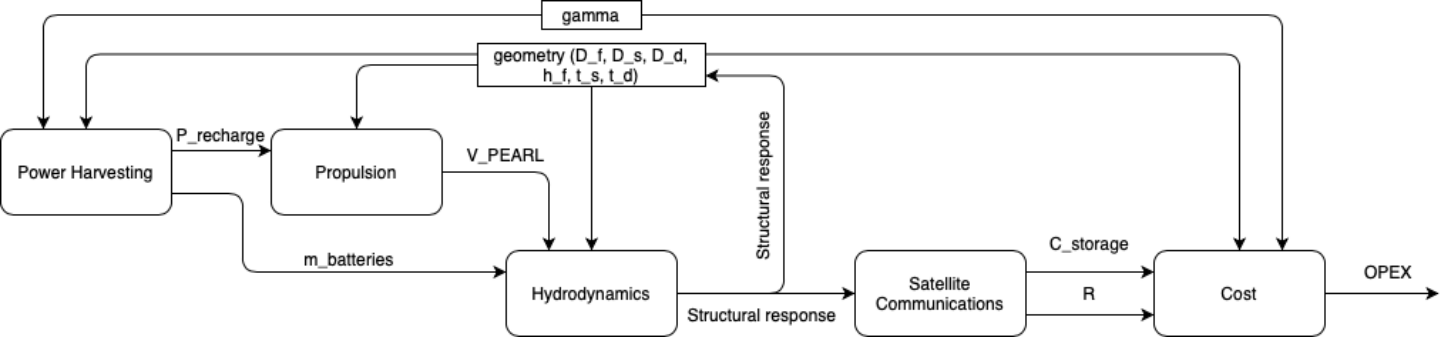 gamma
geometry (D_f, D_s, D_d,
h_f, t_s, t_d)
P_recharge
Power Harvesting
Propulsion
V_PEARL
Structural response
m_batteries
Hydrodynamics
Structural response
Satellite
Communications
C_storage
R
Cost
OPEX